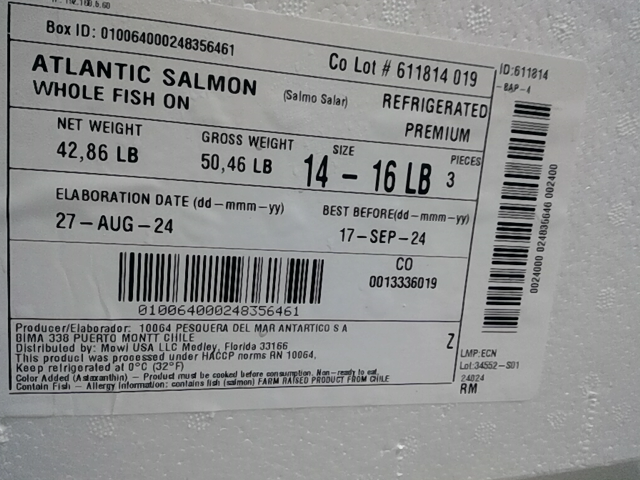 Box ID: 010064000248356461
Co Lot # 611814 019
ID:611814
-BAP-4
ATLANTIC SALMON
(Salmo Salar)
WHOLE FISH ON
REFRIGERATED
PREMIUM
NET WEIGHT
42,86 LB
GROSS WEIGHT
50,46 LB
SIZE
14 - 16 LB
PIECES
3
ELABORATION DATE (dd-mmm-yy)
27-AUG-24
BEST BEFORE(dd-mmm-yy)
17-SEP-24
010064000248356461
CO
0013336019
0024000 024835646 002400
Producer/Elaborador: 10064 PESQUERA DEL MAR ANTARTICO S A
BIMA 338 PUERTO MONTT CHILE
Distributed by: Mowi USA LLC Medley, Florida 33166
This product was processed under HACCP norms RN 10064.
Keep refrigerated at 0°C (32°F)
Color Added (Astaxanthin) - Product must be cooked before consumption. Non-ready to eat.
Contain Fish - Allergy Information: contains fish (salmon) FARM RAISED PRODUCT FROM CHILE
Z
LMP:ECN
Lot:34552-S01
24024
RM